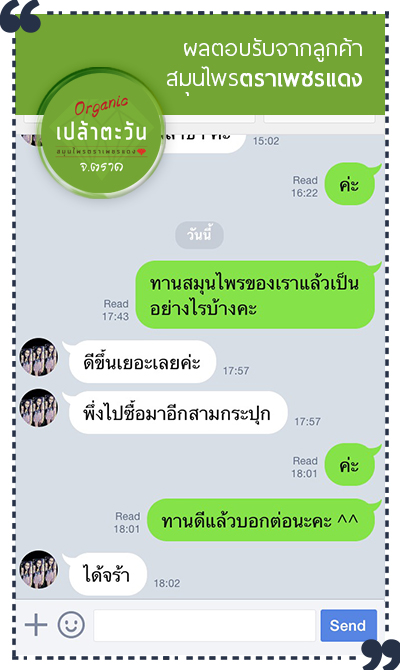 ผลตอบรับจากลูกค้า
สมุนไพรตราเพชรแดง
Organic
เปล้าตะวัน
สมุนไพรตราเพชรแดง
จ.ตราด
ค่ะ
15:02
Read
16:22
ค่ะ
วันนี้
ทานสมุนไพรของเราแล้วเป็น
อย่างไรบ้างคะ
Read
17:43
ดีขึ้นเยอะเลยค่ะ
17:57
พึ่งไปซื้อมาอีกสามกระปุก
17:57
Read
18:01
ค่ะ
Read
18:01
ทานดีแล้วบอกต่อนะคะ ^^
ได้จร้า
18:02
Send